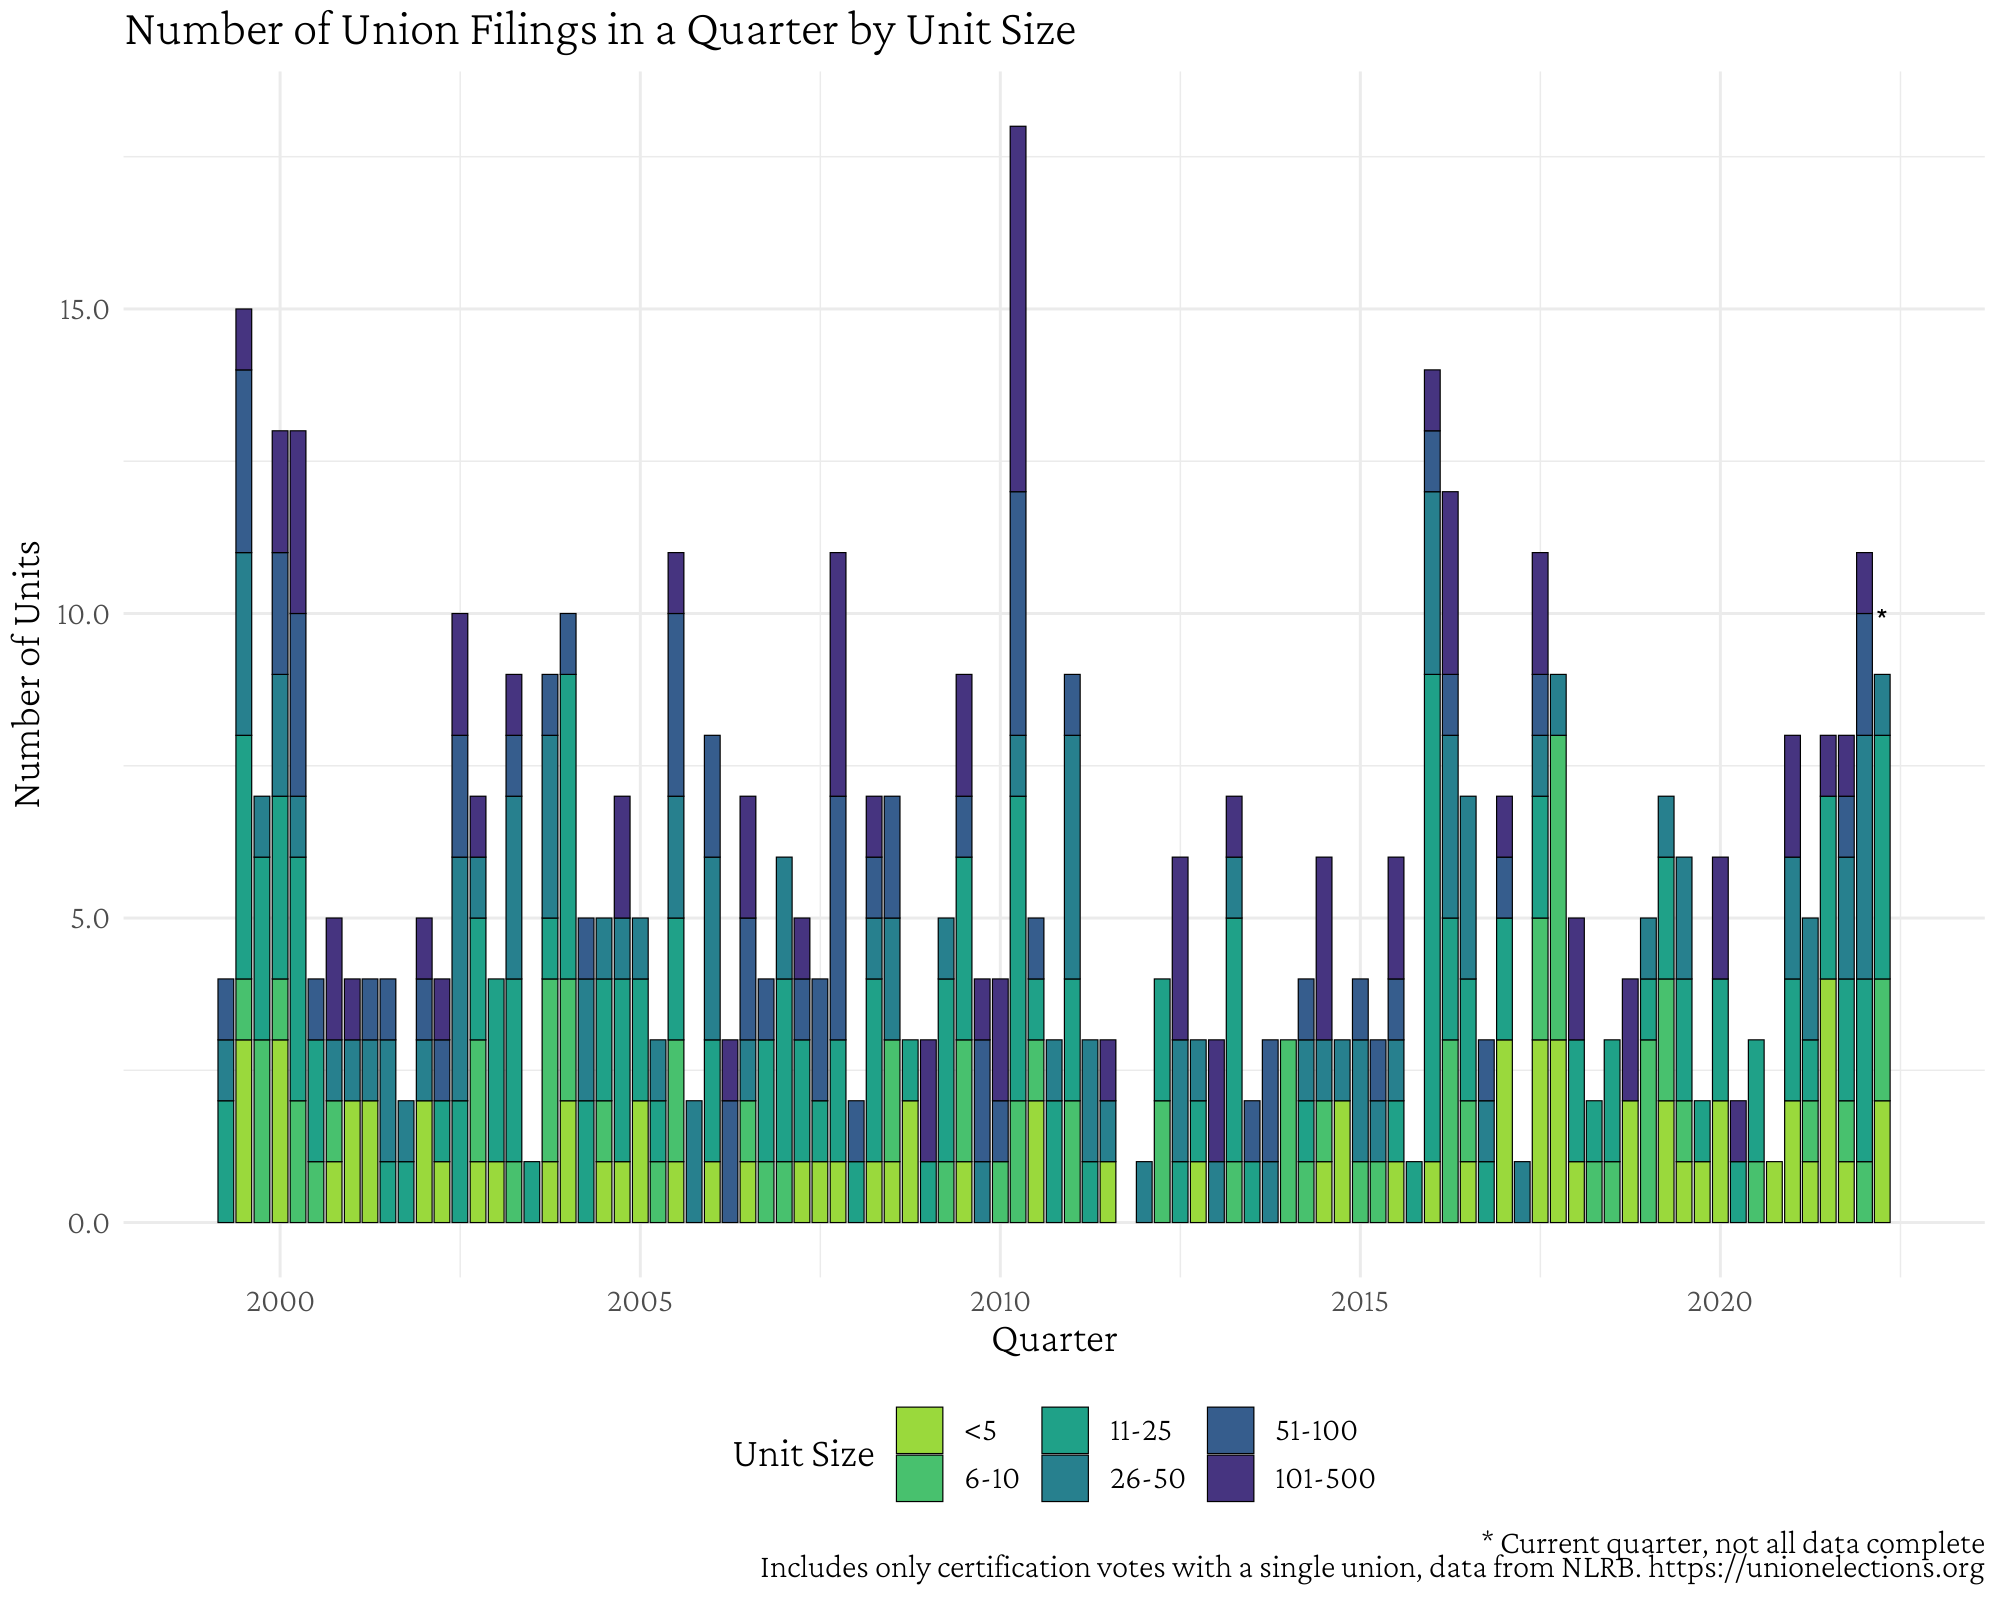 Number of Union Filings in a Quarter by Unit Size
Number of Units
15.0
10.0
5.0
0.0
*
2000 2005 2010 2015 2020
Quarter
Unit Size
<5 11-25 51-100
6-10 26-50 101-500
* Current quarter, not all data complete
Includes only certification votes with a single union, data from NLRB. https://unionelections.org